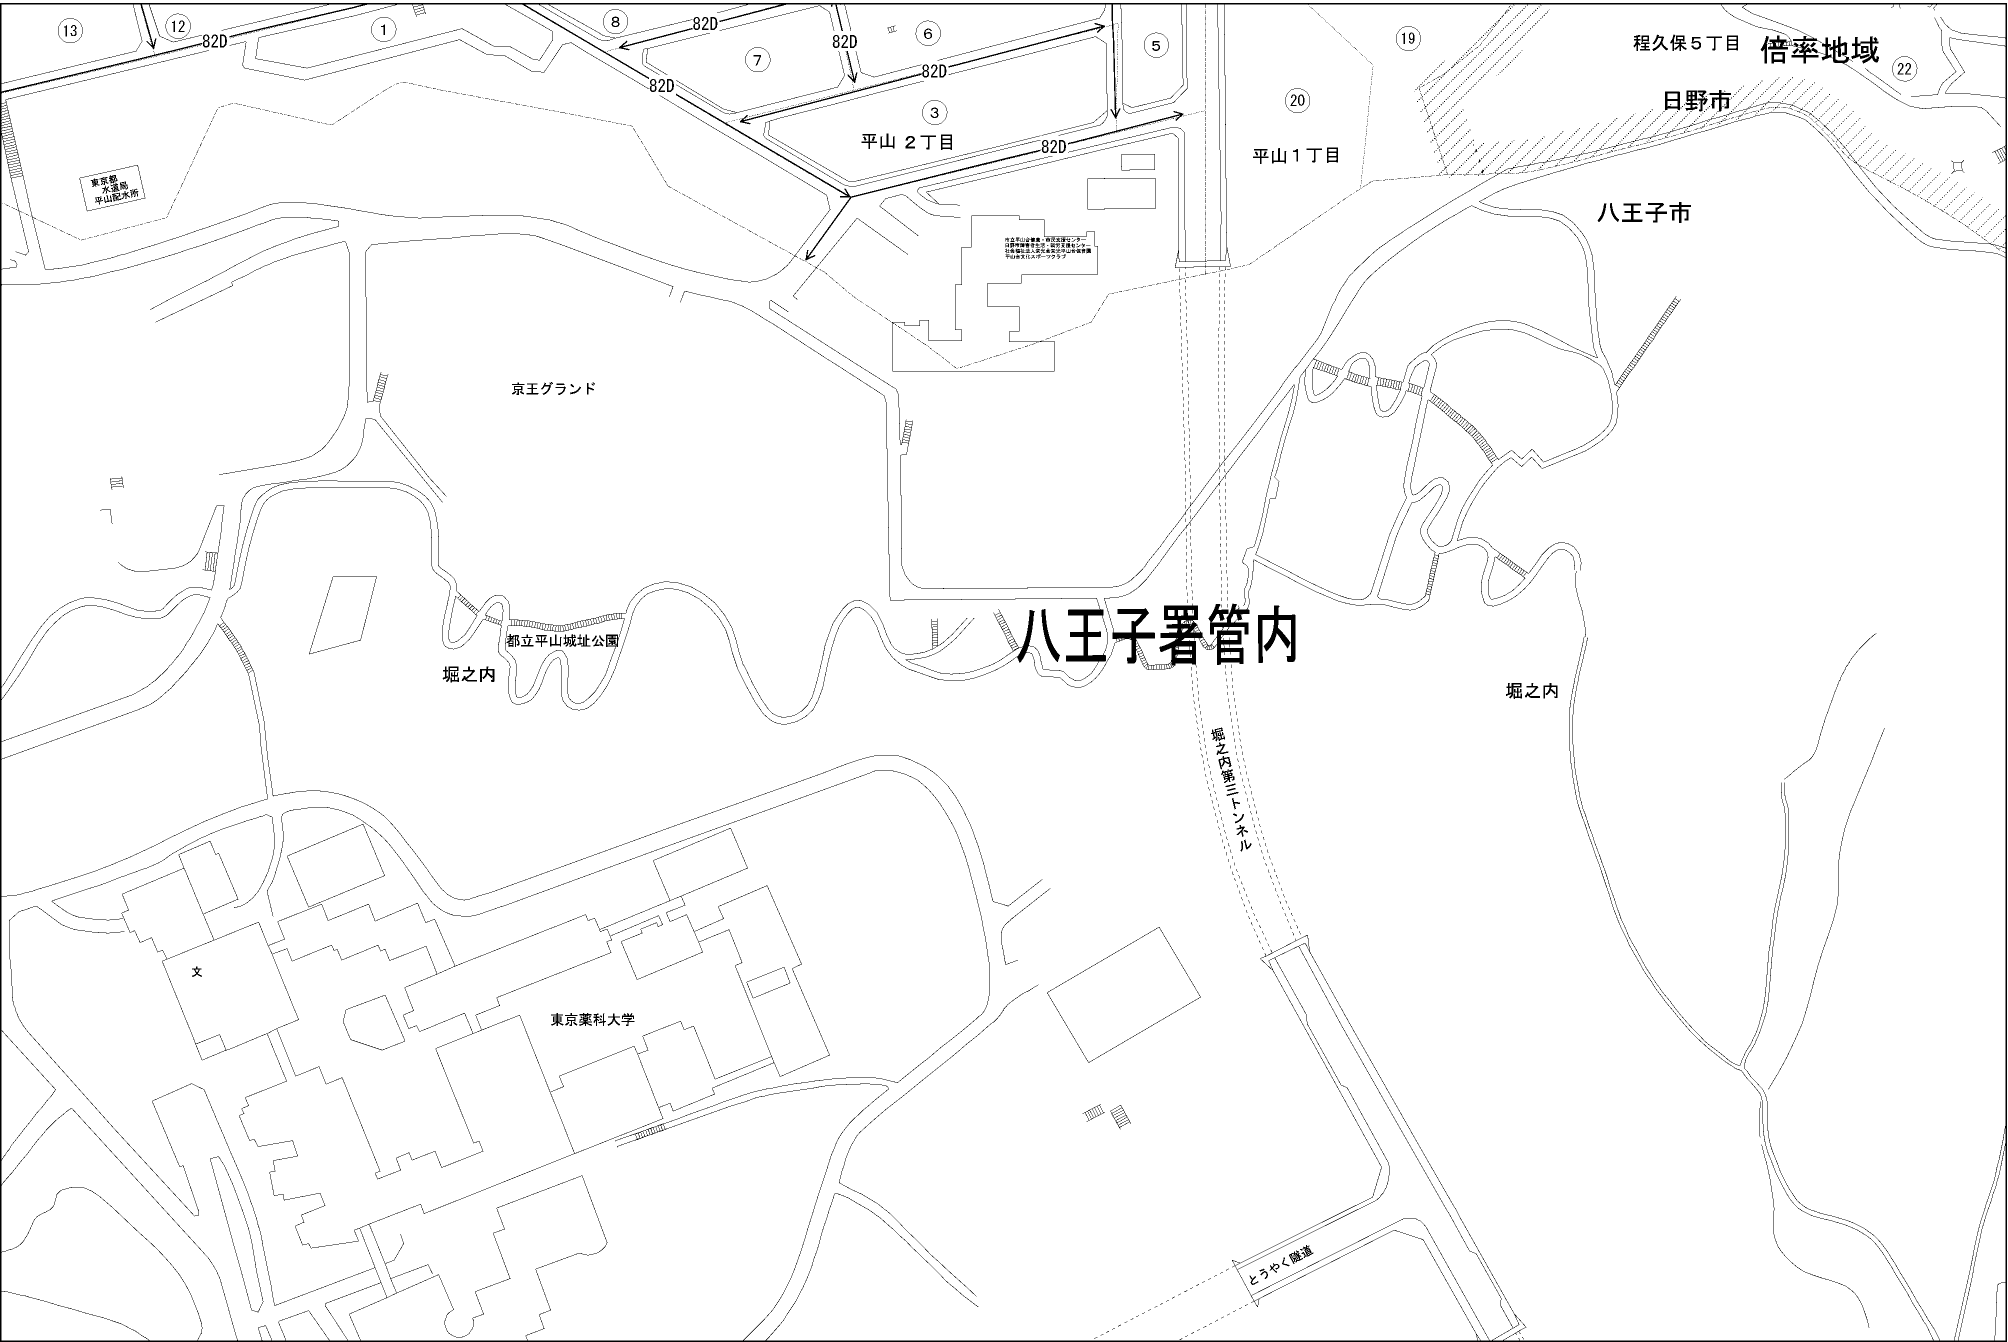 13
12
82D
1
8
82D
7
82D
6
82D
5
82D
3
平山 2丁目
82D
19
20
平山1丁目
程久保5丁目
倍率地域
22
日野市
八王子市
東京都
水道局
平山配水所
京王グランド
都立平山城址公園
堀之内
八王子署管内
堀之内
堀之内第三トンネル
文
東京薬科大学
とうやく隧道